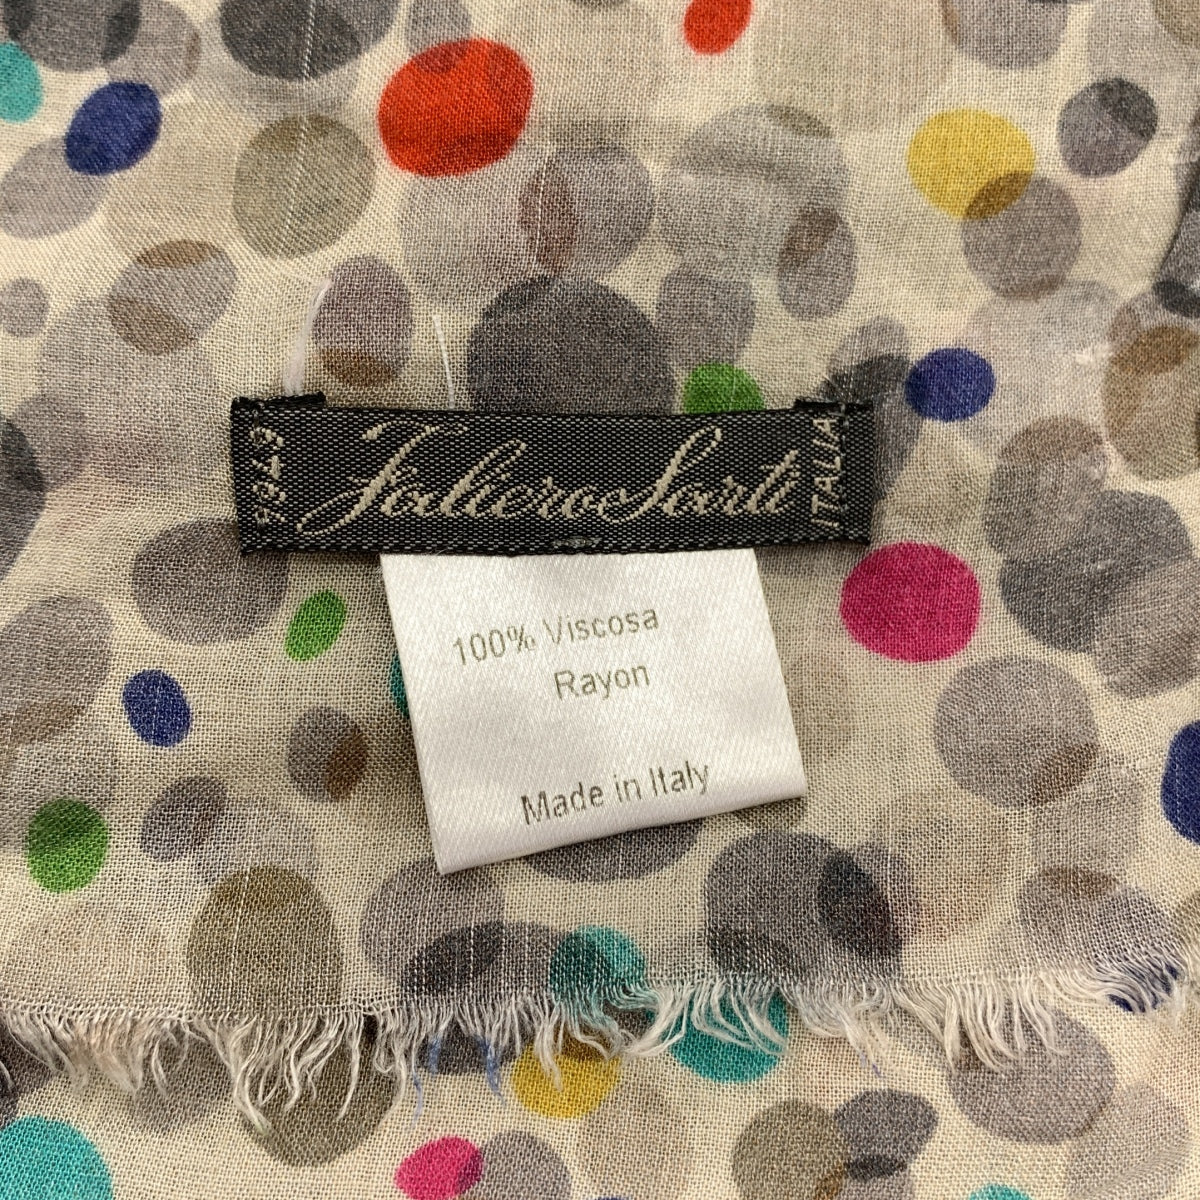 1949
Faliero Sarti
ITALIA
100% Viscosa
Rayon
Made in Italy